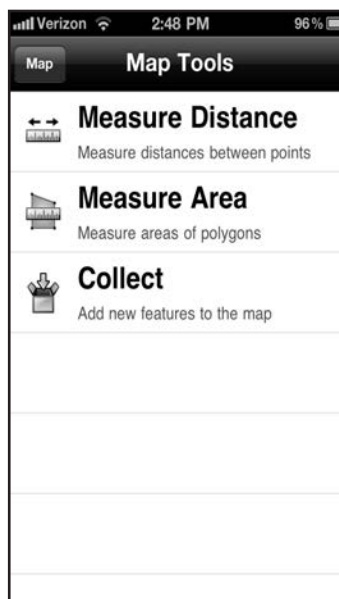 Verizon 2:48 PM 96%
Map Map Tools
Measure Distance
Measure distances between points
Measure Area
Measure areas of polygons
Collect
Add new features to the map